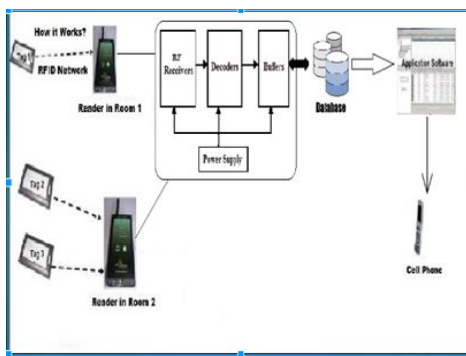 How it Works?
Tag 1
RFID Network
Reader in Room 1
RF
Receivers
Decoders
Buffers
Power Supply
Database
Application Software
Tag 2
Tag 3
Reader in Room 2
Cell Phone